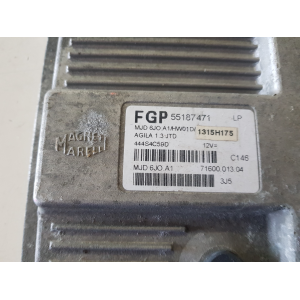 MAGNETI
MARELLI
FGP 55187471 LP
MJD 6JO.A1/HW01D/ 1315H175
AGILA 1.3 JTD
444S4C59D 12V=
C146
MJD 6JO.A1 71600.013.04
3J5